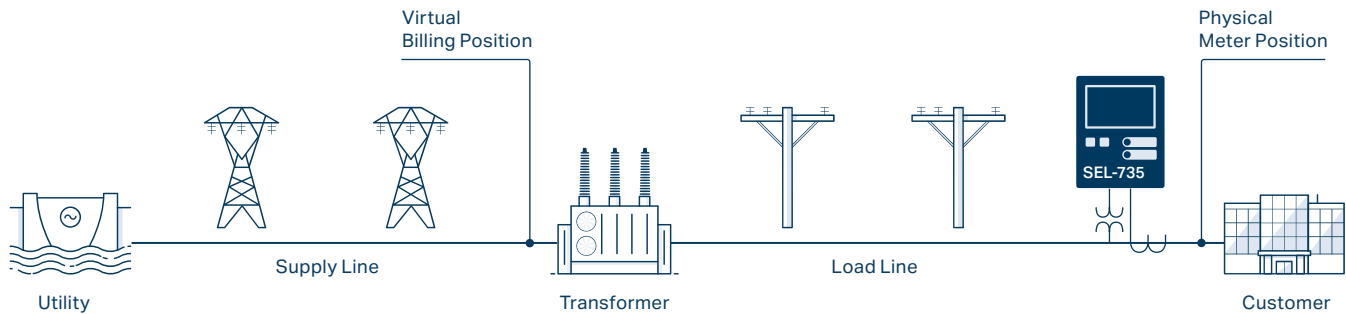 Virtual
Billing Position
Physical
Meter Position
SEL-735
Supply Line
Load Line
Utility
Transformer
Customer